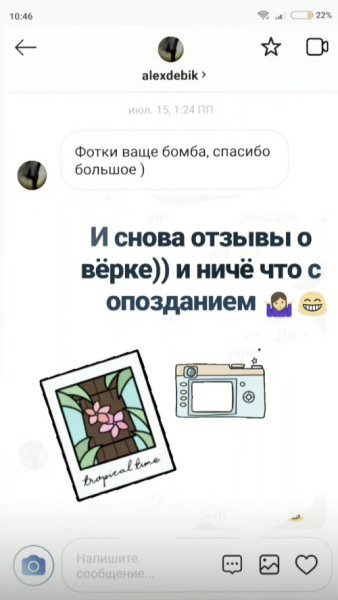 10:46
22%
alexdebik >
июл. 15, 1:24 ПП
Фотки ваще бомба, спасибо
большое )
И снова отзывы о
вёрке)) и ничё что с
опозданием 🤷‍♀️😁
tropical time
Напишите
сообщение...